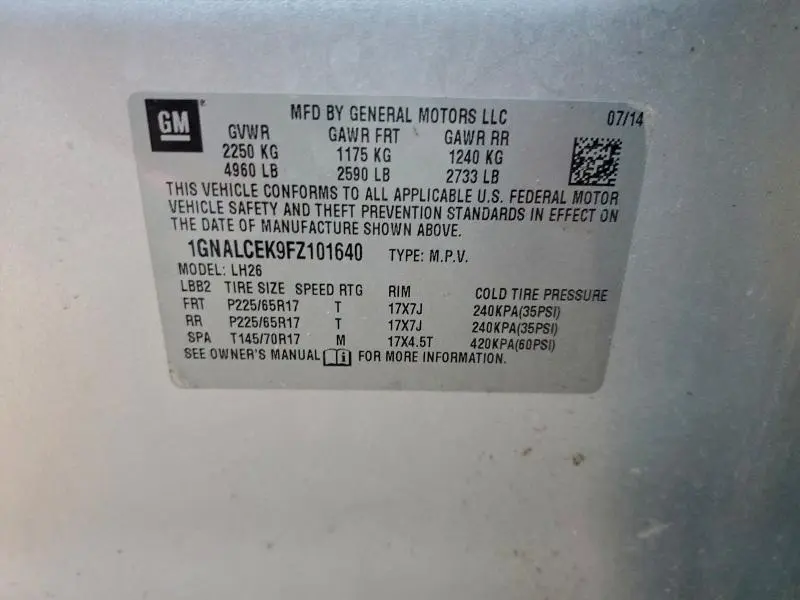 GM
MFD BY GENERAL MOTORS LLC 07/14
GVWR GAWR FRT GAWR RR
2250 KG 1175 KG 1240 KG
4960 LB 2590 LB 2733 LB
THIS VEHICLE CONFORMS TO ALL APPLICABLE U.S. FEDERAL MOTOR
VEHICLE SAFETY AND THEFT PREVENTION STANDARDS IN EFFECT ON
THE DATE OF MANUFACTURE SHOWN ABOVE.
1GNALCEK9FZ101640 TYPE: M.P.V.
MODEL: LH26
LBB2 TIRE SIZE SPEED RTG RIM COLD TIRE PRESSURE
FRT P225/65R17 T 17X7J 240KPA(35PSI)
RR P225/65R17 T 17X7J 240KPA(35PSI)
SPA T145/70R17 M 17X4.5T 420KPA(60PSI)
SEE OWNER'S MANUAL FOR MORE INFORMATION.